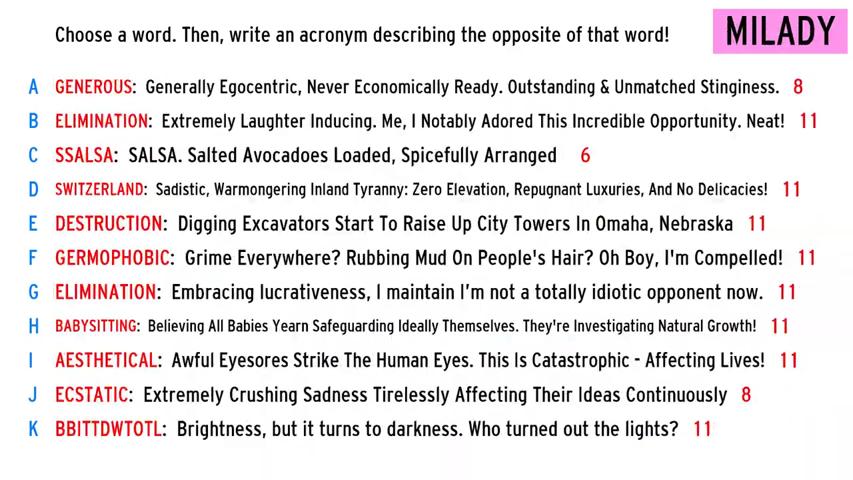 Choose a word. Then, write an acronym describing the opposite of that word!
MILADY
A GENEROUS: Generally Egocentric, Never Economically Ready. Outstanding & Unmatched Stinginess. 8
B ELIMINATION: Extremely Laughter Inducing. Me, I Notably Adored This Incredible Opportunity. Neat! 11
C SSALSA: SALSA. Salted Avocadoes Loaded, Spicefully Arranged 6
D SWITZERLAND: Sadistic, Warmongering Inland Tyranny: Zero Elevation, Repugnant Luxuries, And No Delicacies! 11
E DESTRUCTION: Digging Excavators Start To Raise Up City Towers In Omaha, Nebraska 11
F GERMOPHOBIC: Grime Everywhere? Rubbing Mud On People's Hair? Oh Boy, I'm Compelled! 11
G ELIMINATION: Embracing lucrativeness, I maintain I'm not a totally idiotic opponent now. 11
H BABYSITTING: Believing All Babies Yearn Safeguarding Ideally Themselves. They're Investigating Natural Growth! 11
I AESTHETICAL: Awful Eyesores Strike The Human Eyes. This Is Catastrophic - Affecting Lives! 11
J ECSTATIC: Extremely Crushing Sadness Tirelessly Affecting Their Ideas Continuously 8
K BBITTDWTOTL: Brightness, but it turns to darkness. Who turned out the lights? 11